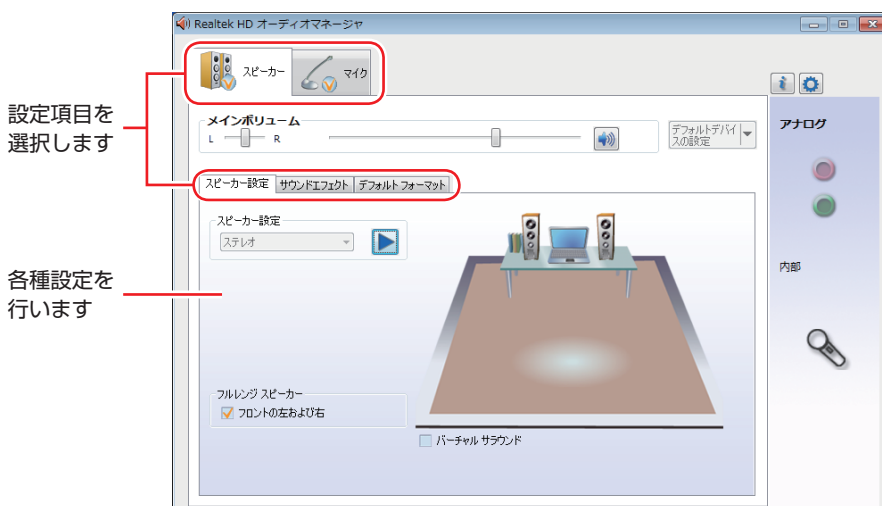 Realtek HD オーディオマネージャ
スピーカー
マイク
設定項目を
選択します
メインボリューム
L
R
デフォルトデバイ
スの設定
アナログ
スピーカー設定
サウンドエフェクト
デフォルト フォーマット
スピーカー設定
ステレオ
内部
各種設定を
行います
フルレンジ スピーカー
フロントの左および右
バーチャル サラウンド